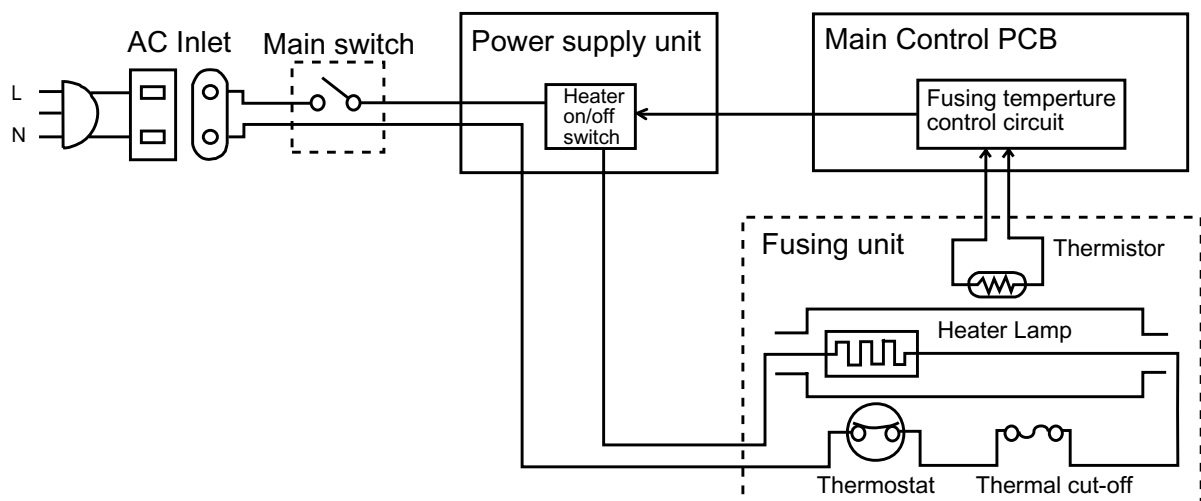 AC Inlet
Main switch
Power supply unit
Main Control PCB
L
N
Heater
on/off
switch
Fusing temperture
control circuit
Fusing unit
Thermistor
Heater Lamp
Thermostat
Thermal cut-off